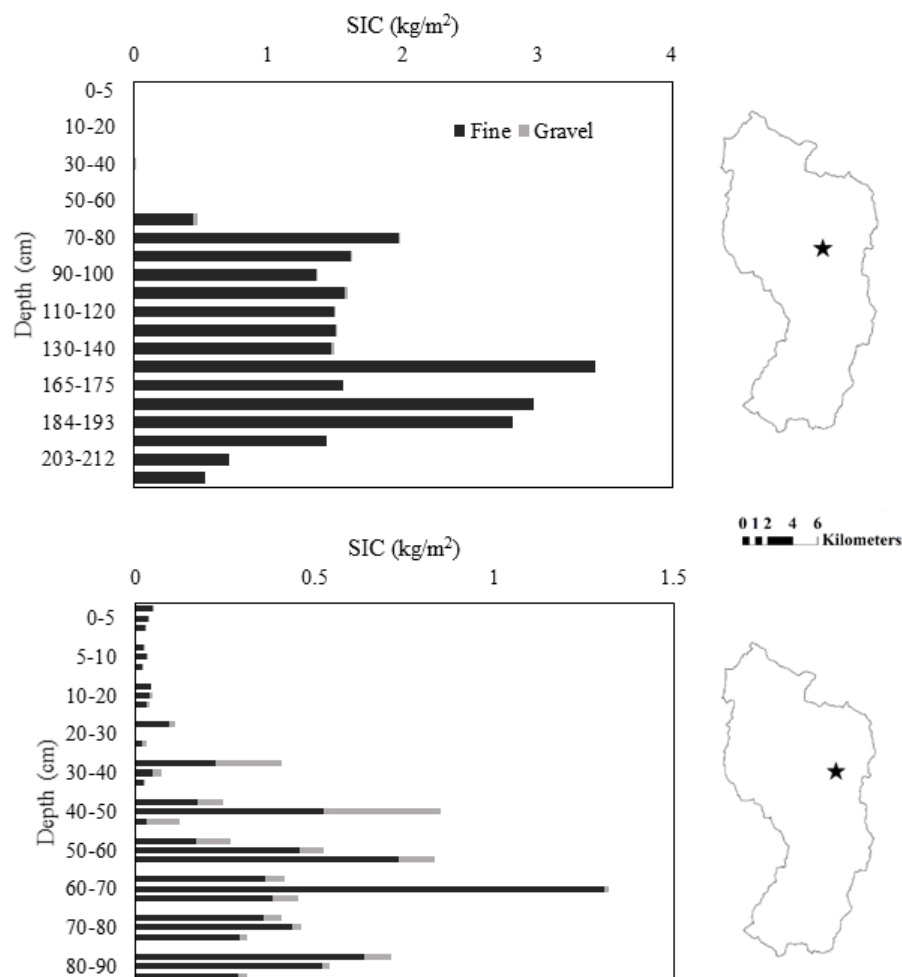 SIC (kg/m²)
0 1 2 3 4
Depth (cm)
0-5
10-20
30-40
50-60
70-80
90-100
110-120
130-140
165-175
184-193
203-212
Fine Gravel
0 1 2 4 6
Kilometers
SIC (kg/m²)
0 0.5 1 1.5
Depth (cm)
0-5
5-10
10-20
20-30
30-40
40-50
50-60
60-70
70-80
80-90